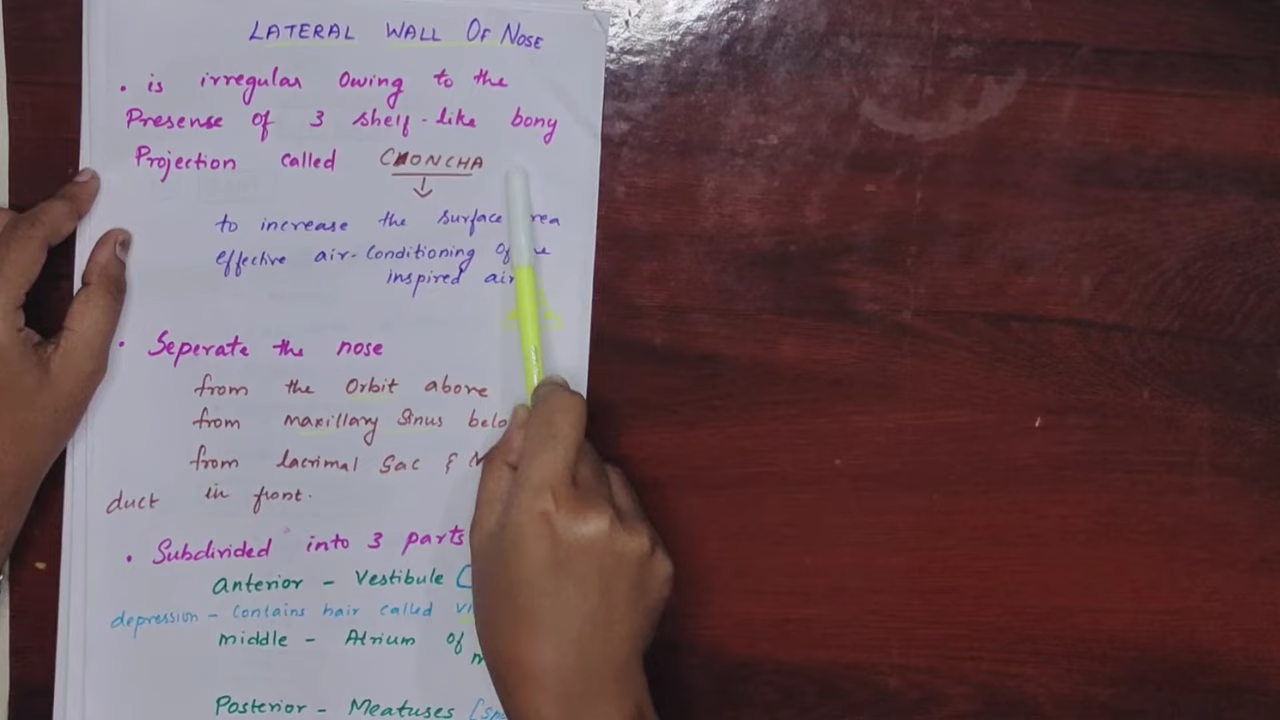 LATERAL WALL OF NOSE
. is irregular owing to the
Presense of 3 shelf-like bony
Projection called CHONCHA
↓
to increase the surface
effective air-Conditioning
inspired air
. Seperate the nose
from the Orbit above
from maxillary Sinus
from lacrimal Sac &
duct in front.
. Subdivided into 3 parts
anterior - Vestibule (
depression - Contains hair called
middle - Atrium of
Posterior - Meatuses (